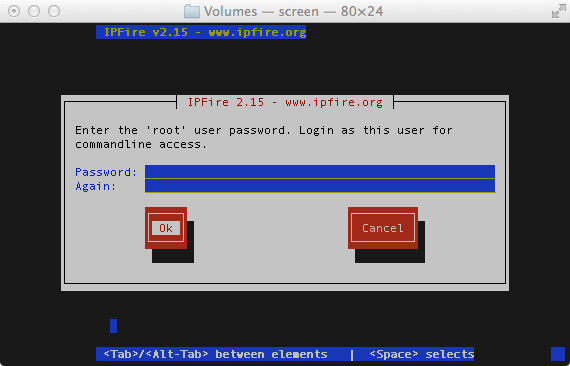 Volumes — screen — 80×24
IPFire v2.15 - www.ipfire.org
IPFire 2.15 - www.ipfire.org
Enter the 'root' user password. Login as this user for
commandline access.
Password:
Again:
Ok Cancel
<Tab>/<Alt-Tab> between elements | <Space> selects